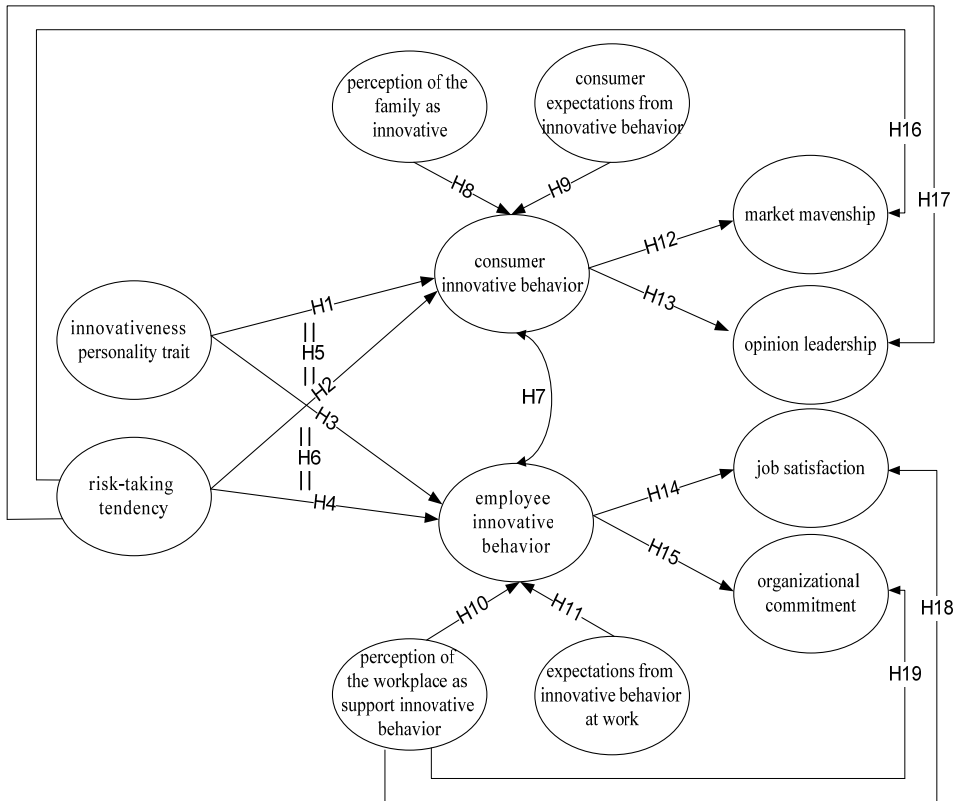 perception of the
family as
innovative
consumer
expectations from
innovative behavior
H16
H8
H9
H17
market mavenship
H12
consumer
innovative behavior
H13
H1
innovativeness
personality trait
opinion leadership
H5
H2
H7
H3
H6
job satisfaction
risk-taking
tendency
H14
H4
employee
innovative
behavior
H15
organizational
commitment
H18
H10
H11
H19
perception of
the workplace as
support innovative
behavior
expectations from
innovative behavior
at work